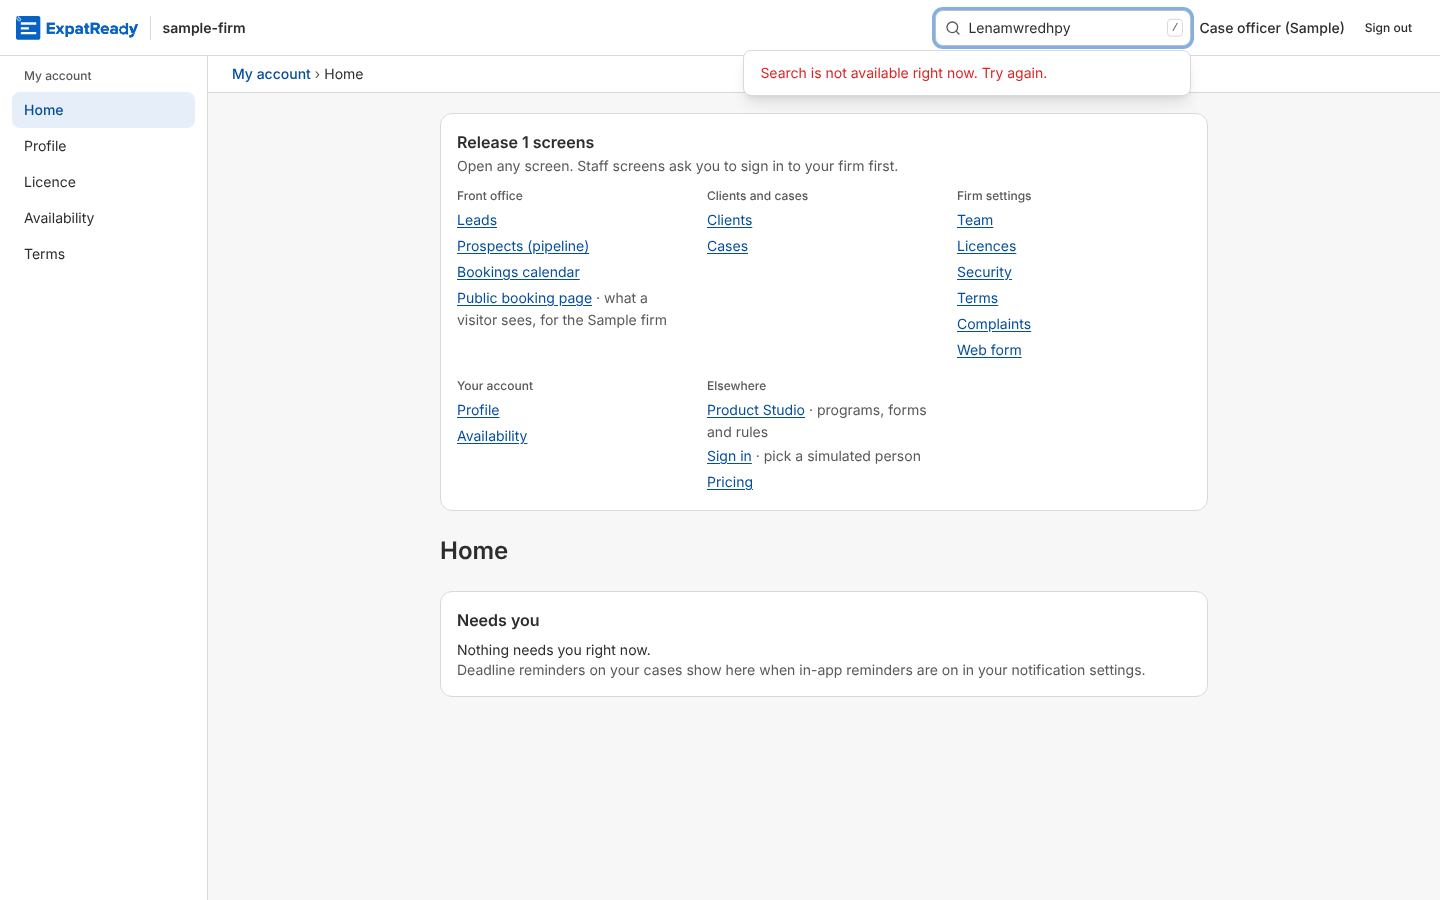 ExpatReady
sample-firm
Lenamwredhpy
/
Case officer (Sample)
Sign out
Search is not available right now. Try again.
My account
Home
Profile
Licence
Availability
Terms
My account › Home
Release 1 screens
Open any screen. Staff screens ask you to sign in to your firm first.
Front office
Leads
Prospects (pipeline)
Bookings calendar
Public booking page · what a
visitor sees, for the Sample firm
Clients and cases
Clients
Cases
Firm settings
Team
Licences
Security
Terms
Complaints
Web form
Your account
Profile
Availability
Elsewhere
Product Studio · programs, forms
and rules
Sign in · pick a simulated person
Pricing
Home
Needs you
Nothing needs you right now.
Deadline reminders on your cases show here when in-app reminders are on in your notification settings.